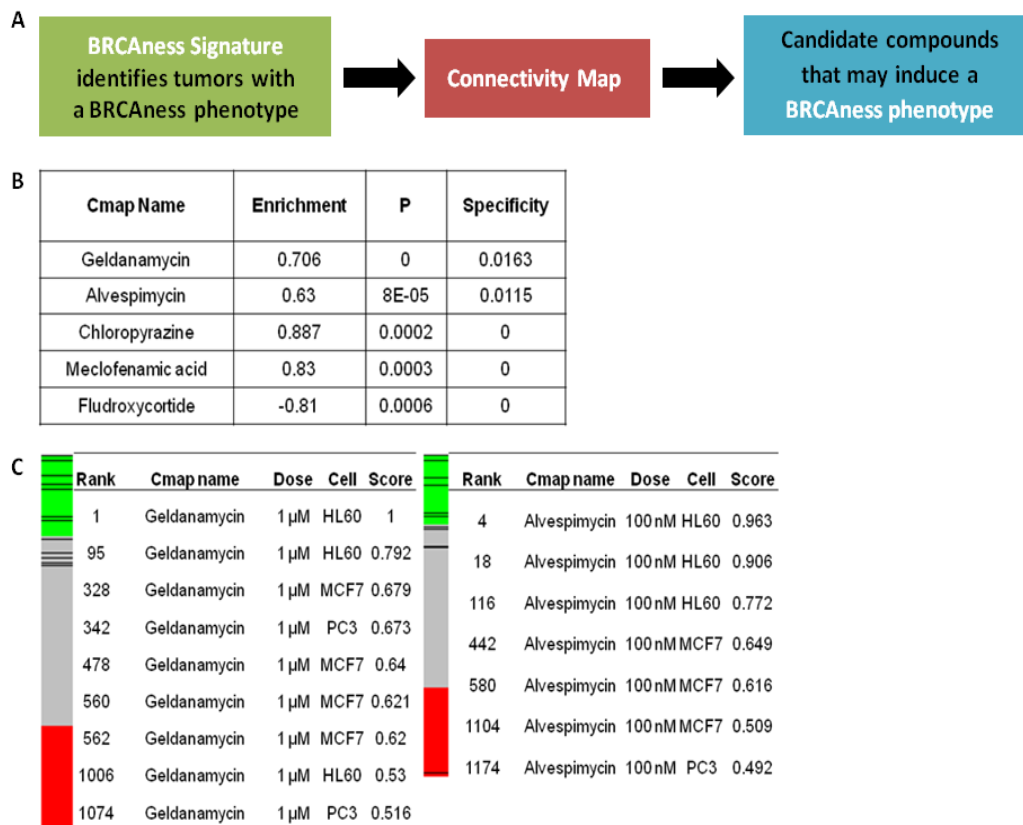 A
BRCAness Signature
identifies tumors with
a BRCAness phenotype
Connectivity Map
Candidate compounds
that may induce a
BRCAness phenotype
B
Cmap Name Enrichment P Specificity
Geldanamycin 0.706 0 0.0163
Alvespimycin 0.63 8E-05 0.0115
Chloropyrazine 0.887 0.0002 0
Meclofenamic acid 0.83 0.0003 0
Fludroxycortide -0.81 0.0006 0
C
Rank Cmap name Dose Cell Score
1 Geldanamycin 1 µM HL60 1
95 Geldanamycin 1 µM HL60 0.792
328 Geldanamycin 1 µM MCF7 0.679
342 Geldanamycin 1 µM PC3 0.673
478 Geldanamycin 1 µM MCF7 0.64
560 Geldanamycin 1 µM MCF7 0.621
562 Geldanamycin 1 µM MCF7 0.62
1006 Geldanamycin 1 µM HL60 0.53
1074 Geldanamycin 1 µM PC3 0.516
Rank Cmap name Dose Cell Score
4 Alvespimycin 100 nM HL60 0.963
18 Alvespimycin 100 nM HL60 0.906
116 Alvespimycin 100 nM HL60 0.772
442 Alvespimycin 100 nM MCF7 0.649
580 Alvespimycin 100 nM MCF7 0.616
1104 Alvespimycin 100 nM MCF7 0.509
1174 Alvespimycin 100 nM PC3 0.492